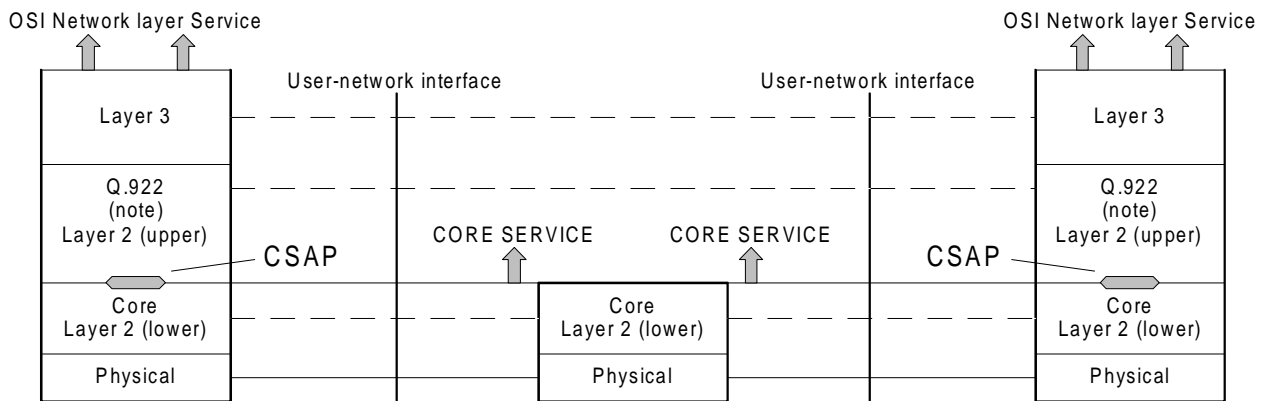 OSI Network layer Service
OSI Network layer Service
User-network interface
User-network interface
Layer 3
Layer 3
Q.922
(note)
Layer 2 (upper)
Q.922
(note)
Layer 2 (upper)
CORE SERVICE
CORE SERVICE
CSAP
CSAP
Core
Layer 2 (lower)
Core
Layer 2 (lower)
Core
Layer 2 (lower)
Physical
Physical
Physical